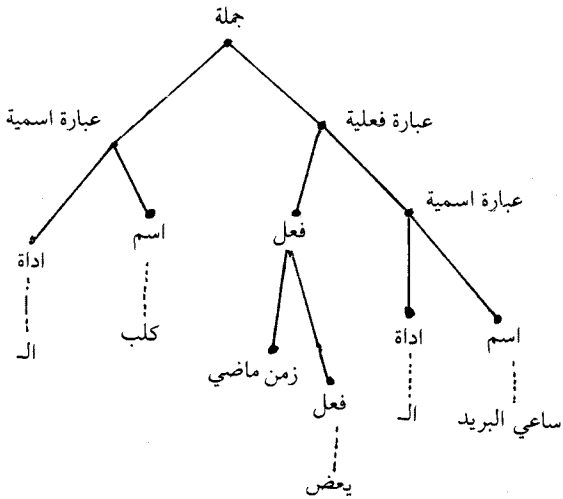 جملة
عبارة اسمية
عبارة فعلية
عبارة اسمية
اداة
اسم
فعل
الـ
كلب
زمن ماضي
فعل
اداة
اسم
الـ
ساعي البريد
يعض